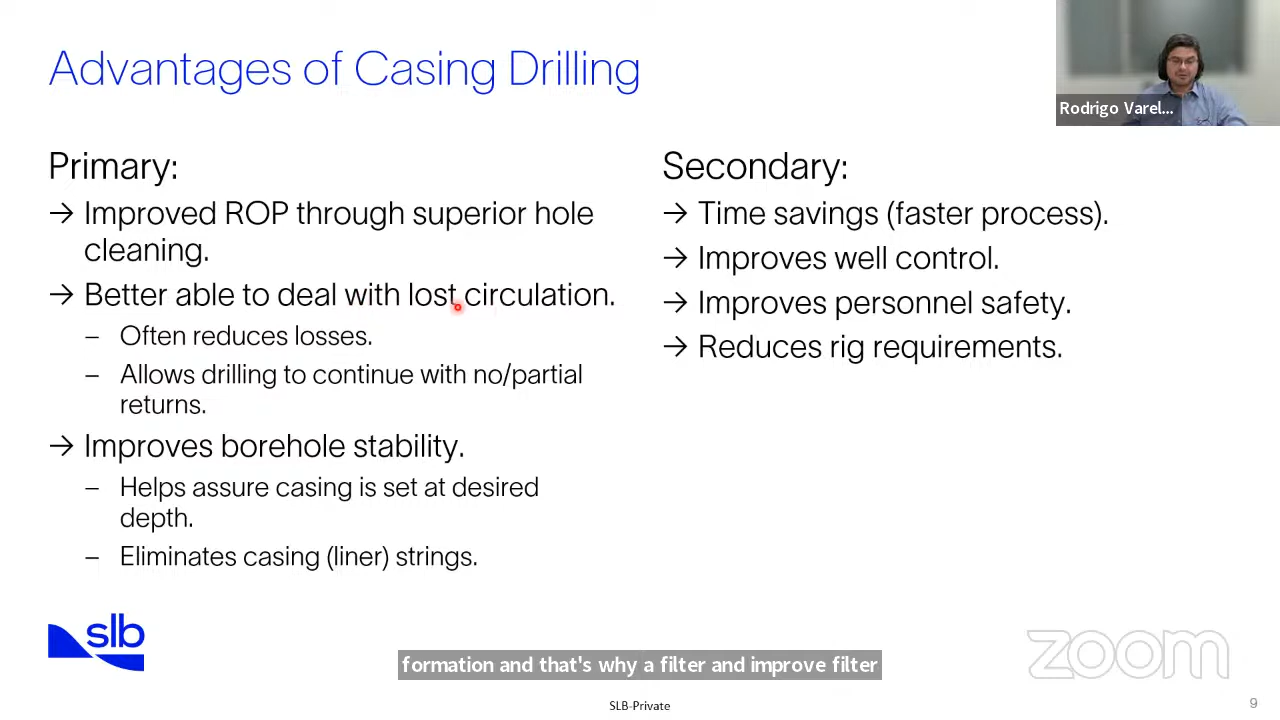 Advantages of Casing Drilling
Rodrigo Varel...
Primary:
→ Improved ROP through superior hole
cleaning.
→ Better able to deal with lost circulation.
– Often reduces losses.
– Allows drilling to continue with no/partial
returns.
→ Improves borehole stability.
– Helps assure casing is set at desired
depth.
– Eliminates casing (liner) strings.
Secondary:
→ Time savings (faster process).
→ Improves well control.
→ Improves personnel safety.
→ Reduces rig requirements.
slb
formation and that's why a filter and improve filter
zoom
SLB-Private
9